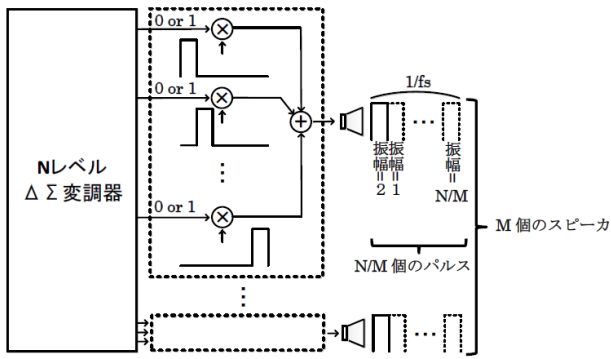 0 or 1
×
1/fs
0 or 1
×
+
…
振幅=2
振幅=1
振幅=N/M
Nレベル
ΔΣ変調器
⋮
0 or 1
×
M 個のスピーカ
N/M 個のパルス
⋮
…